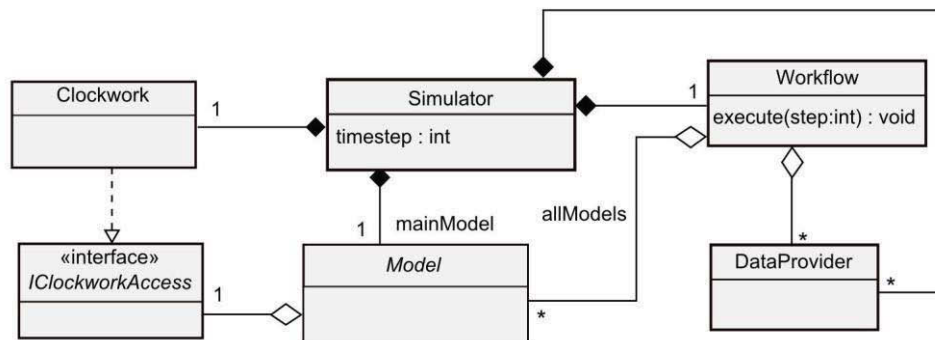 Clockwork
1
Simulator
timestep : int
1
Workflow
execute(step:int) : void
allModels
mainModel
1
*
«interface»
IClockworkAccess
1
Model
*
DataProvider
*